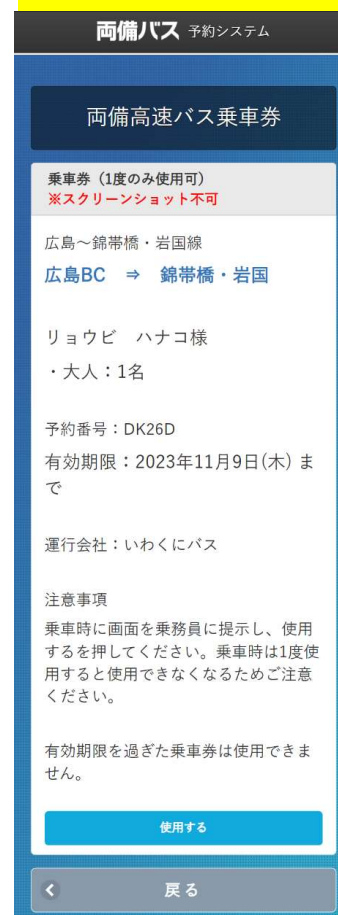 両備バス 予約システム
両備高速バス乗車券
乗車券（1度のみ使用可）
※スクリーンショット不可
広島～錦帯橋・岩国線
広島BC ⇒ 錦帯橋・岩国
リョウビ ハナコ様
・大人：1名
予約番号：DK26D
有効期限：2023年11月9日(木) ま
で
運行会社：いわくにバス
注意事項
乗車時に画面を乗務員に提示し、使用
するを押してください。乗車時は1度使
用すると使用できなくなるためご注意
ください。
有効期限を過ぎた乗車券は使用できま
せん。
使用する
戻る